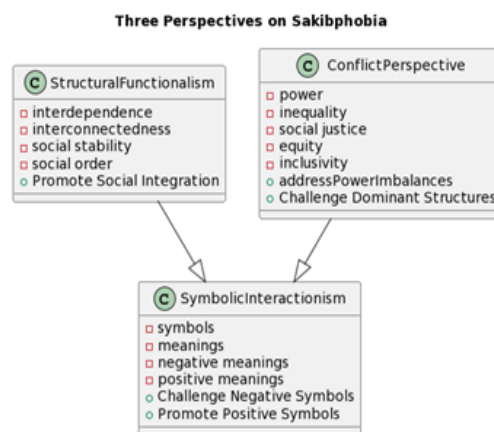 Three Perspectives on Sakibphobia
C StructuralFunctionalism
interdependence
interconnectedness
social stability
social order
Promote Social Integration
C ConflictPerspective
power
inequality
social justice
equity
inclusivity
addressPowerImbalances
Challenge Dominant Structures
C SymbolicInteractionism
symbols
meanings
negative meanings
positive meanings
Challenge Negative Symbols
Promote Positive Symbols